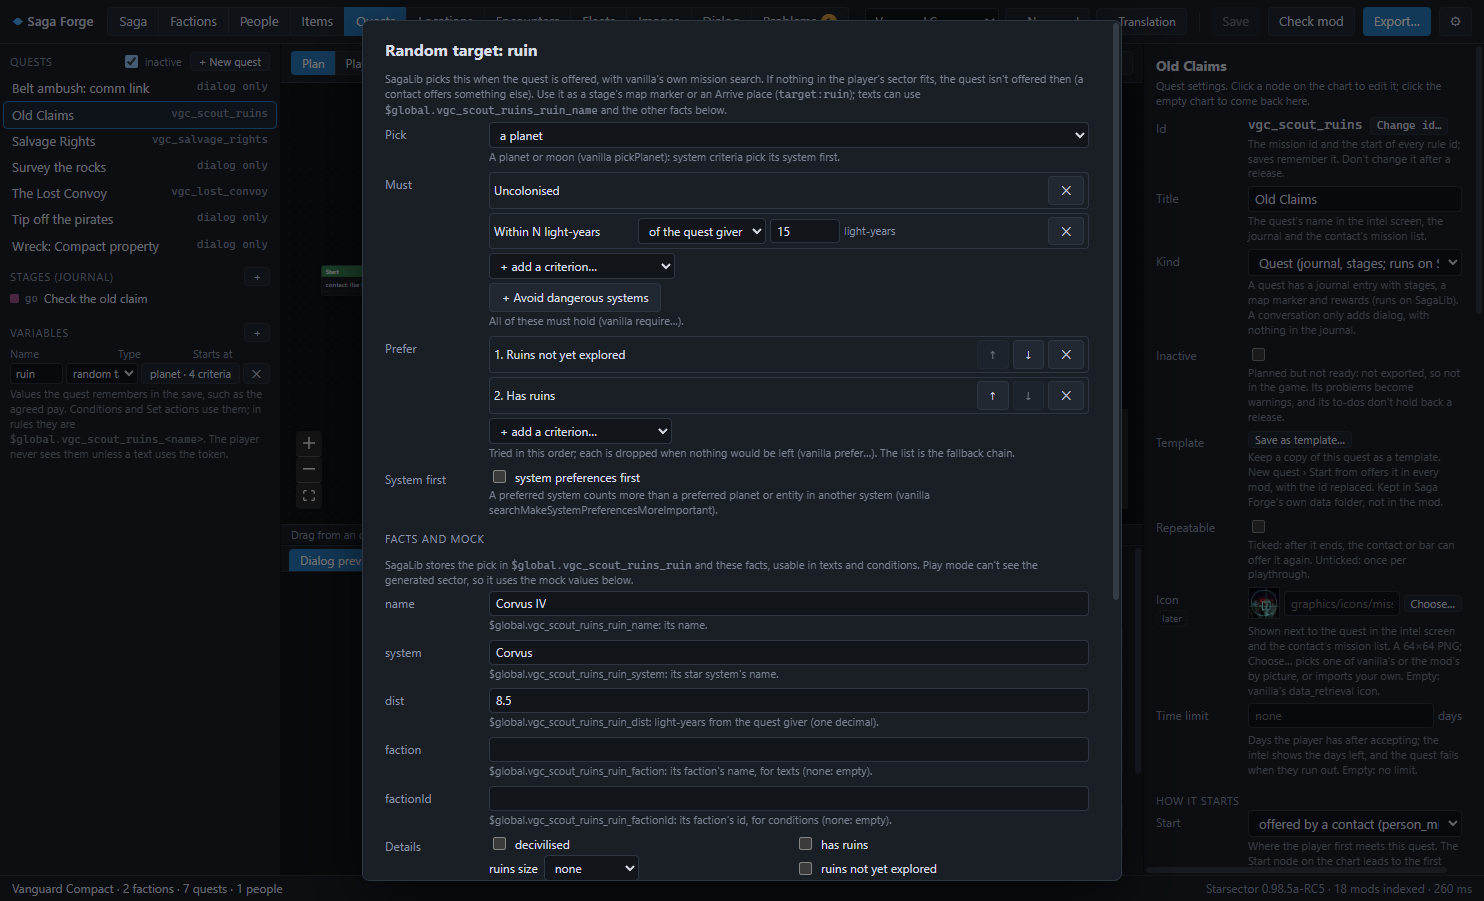 Saga Forge
Saga
Factions
People
Items
Translation
Save
Check mod
Export...
QUESTS
inactive
+ New quest
Belt ambush: comm link
dialog only
Old Claims
vgc_scout_ruins
Salvage Rights
vgc_salvage_rights
Survey the rocks
dialog only
The Lost Convoy
vgc_lost_convoy
Tip off the pirates
dialog only
Wreck: Compact property
dialog only
STAGES (JOURNAL)
+
go Check the old claim
VARIABLES
+
Name
Type
Starts at
ruin
random t
planet · 4 criteria
Values the quest remembers in the save, such as the
agreed pay. Conditions and Set actions use them; in
rules they are
$global.vgc_scout_ruins_<name>. The player
never sees them unless a text uses the token.
Plan
Start
Dialog prev
Random target: ruin
SagaLib picks this when the quest is offered, with vanilla's own mission search. If nothing in the player's sector fits, the quest isn't offered then (a
contact offers something else). Use it as a stage's map marker or an Arrive place (target:ruin); texts can use
$global.vgc_scout_ruins_ruin_name and the other facts below.
Pick
a planet
A planet or moon (vanilla pickPlanet): system criteria pick its system first.
Must
Uncolonised
Within N light-years
of the quest giver
15
light-years
+ add a criterion...
+ Avoid dangerous systems
All of these must hold (vanilla require...).
Prefer
1. Ruins not yet explored
2. Has ruins
+ add a criterion...
Tried in this order; each is dropped when nothing would be left (vanilla prefer...). The list is the fallback chain.
System first
system preferences first
A preferred system counts more than a preferred planet or entity in another system (vanilla
searchMakeSystemPreferencesMoreImportant).
FACTS AND MOCK
SagaLib stores the pick in $global.vgc_scout_ruins_ruin and these facts, usable in texts and conditions. Play mode can't see the
generated sector, so it uses the mock values below.
name
Corvus IV
$global.vgc_scout_ruins_ruin_name: its name.
system
Corvus
$global.vgc_scout_ruins_ruin_system: its star system's name.
dist
8.5
$global.vgc_scout_ruins_ruin_dist: light-years from the quest giver (one decimal).
faction
$global.vgc_scout_ruins_ruin_faction: its faction's name, for texts (none: empty).
factionId
$global.vgc_scout_ruins_ruin_factionId: its faction's id, for conditions (none: empty).
Details
decivilised
has ruins
ruins size
none
ruins not yet explored
Old Claims
Quest settings. Click a node on the chart to edit it; click the
empty chart to come back here.
Id
vgc_scout_ruins
Change id...
The mission id and the start of every rule id;
saves remember it. Don't change it after a
release.
Title
Old Claims
The quest's name in the intel screen, the
journal and the contact's mission list.
Kind
Quest (journal, stages; runs on S
A quest has a journal entry with stages, a
map marker and rewards (runs on SagaLib). A
conversation only adds dialog, with
nothing in the journal.
Inactive
Planned but not ready: not exported, so not
in the game. Its problems become
warnings, and its to-dos don't hold back a
release.
Template
Save as template...
Keep a copy of this quest as a template.
New quest › Start from offers it in every
mod, with the id replaced. Kept in Saga
Forge's own data folder, not in the mod.
Repeatable
Ticked: after it ends, the contact or bar can
offer it again. Unticked: once per
playthrough.
Icon
later
graphics/icons/mis
Choose...
Shown next to the quest in the intel screen
and the contact's mission list. A 64×64 PNG;
Choose... picks one of vanilla's or the mod's
by picture, or imports your own. Empty:
vanilla's data_retrieval icon.
Time limit
none
days
Days the player has after accepting; the
intel shows the days left, and the quest fails
when they run out. Empty: no limit.
HOW IT STARTS
Start
offered by a contact (person_mi
Where the player first meets this quest. The
Start node on the chart leads to the first
Vanguard Compact · 2 factions · 7 quests · 1 people
Starsector 0.98.5a-RC5 · 18 mods indexed · 260 ms